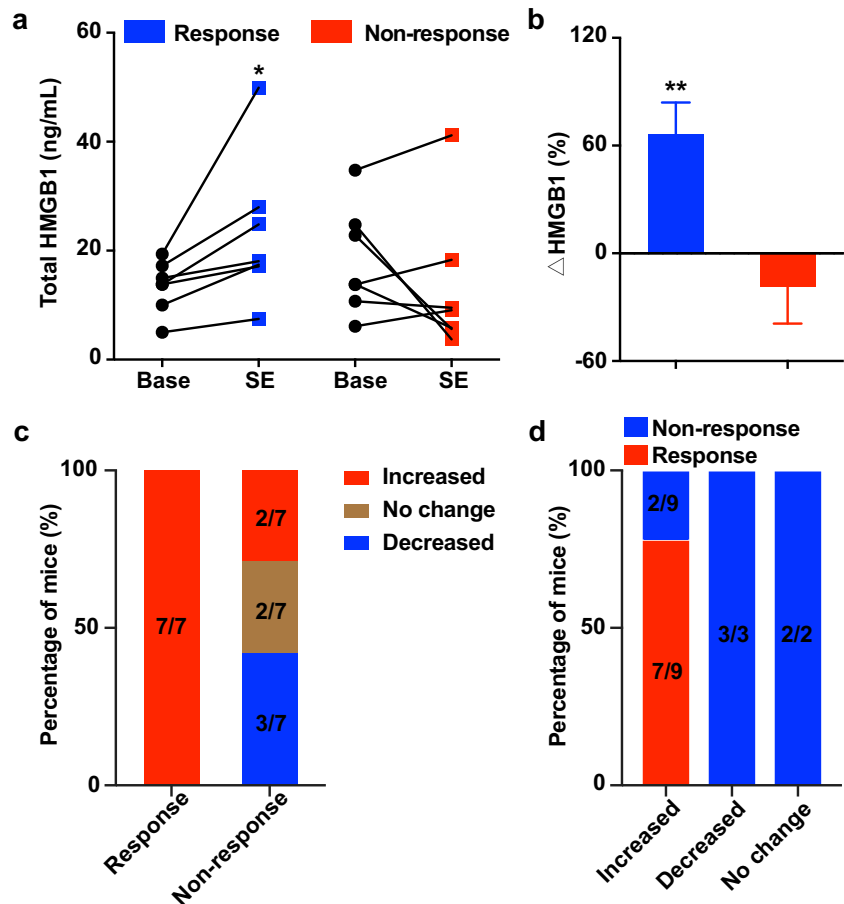 a
Response
Non-response
Total HMGB1 (ng/mL)
60
40
20
0
*
Base
SE
Base
SE
b
△ HMGB1 (%)
120
60
0
-60
**
c
Percentage of mice (%)
100
50
0
7/7
2/7
2/7
3/7
Increased
No change
Decreased
Response
Non-response
d
Non-response
Response
Percentage of mice (%)
100
50
0
2/9
7/9
3/3
2/2
Increased
Decreased
No change